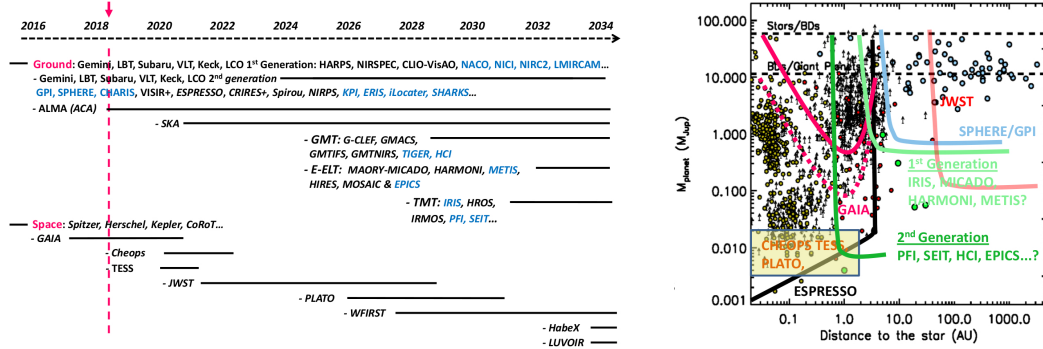 2016 2018 2020 2022 2024 2026 2028 2030 2032 2034
Ground: Gemini, LBT, Subaru, VLT, Keck, LCO 1st Generation: HARPS, NIRSPEC, CLIO-VisAO, NACO, NICI, NIRC2, LMIRCAM...
- Gemini, LBT, Subaru, VLT, Keck, LCO 2nd generation
GPI, SPHERE, CHARIS, VISIR+, ESPRESSO, CRIRES+, Spirou, NIRPS, KPI, ERIS, iLocater, SHARKS...
- ALMA (ACA)
- SKA
- GMT: G-CLEF, GMACS,
GMTIFS, GMTNIRS, TIGER, HCI
- E-ELT: MAORY-MICADO, HARMONI, METIS,
HIRES, MOSAIC & EPICS
- TMT: IRIS, HROS,
IRMOS, PFI, SEIT...
Space: Spitzer, Herschel, Kepler, CoRoT...
- GAIA
- Cheops
- TESS
- JWST
- PLATO
- WFIRST
- HabeX
- LUVOIR
100.000
10.000
1.000
0.100
0.010
0.001
Mplanet (MJup)
Stars/BDs
BDs/Giant Planets
JWST
SPHERE/GPI
1st Generation
IRIS, MICADO,
HARMONI, METIS?
GAIA
2nd Generation
PFI, SEIT, HCI, EPICS...?
CHEOPS TESS
PLATO,
ESPRESSO
0.1 1.0 10.0 100.0 1000.0
Distance to the star (AU)